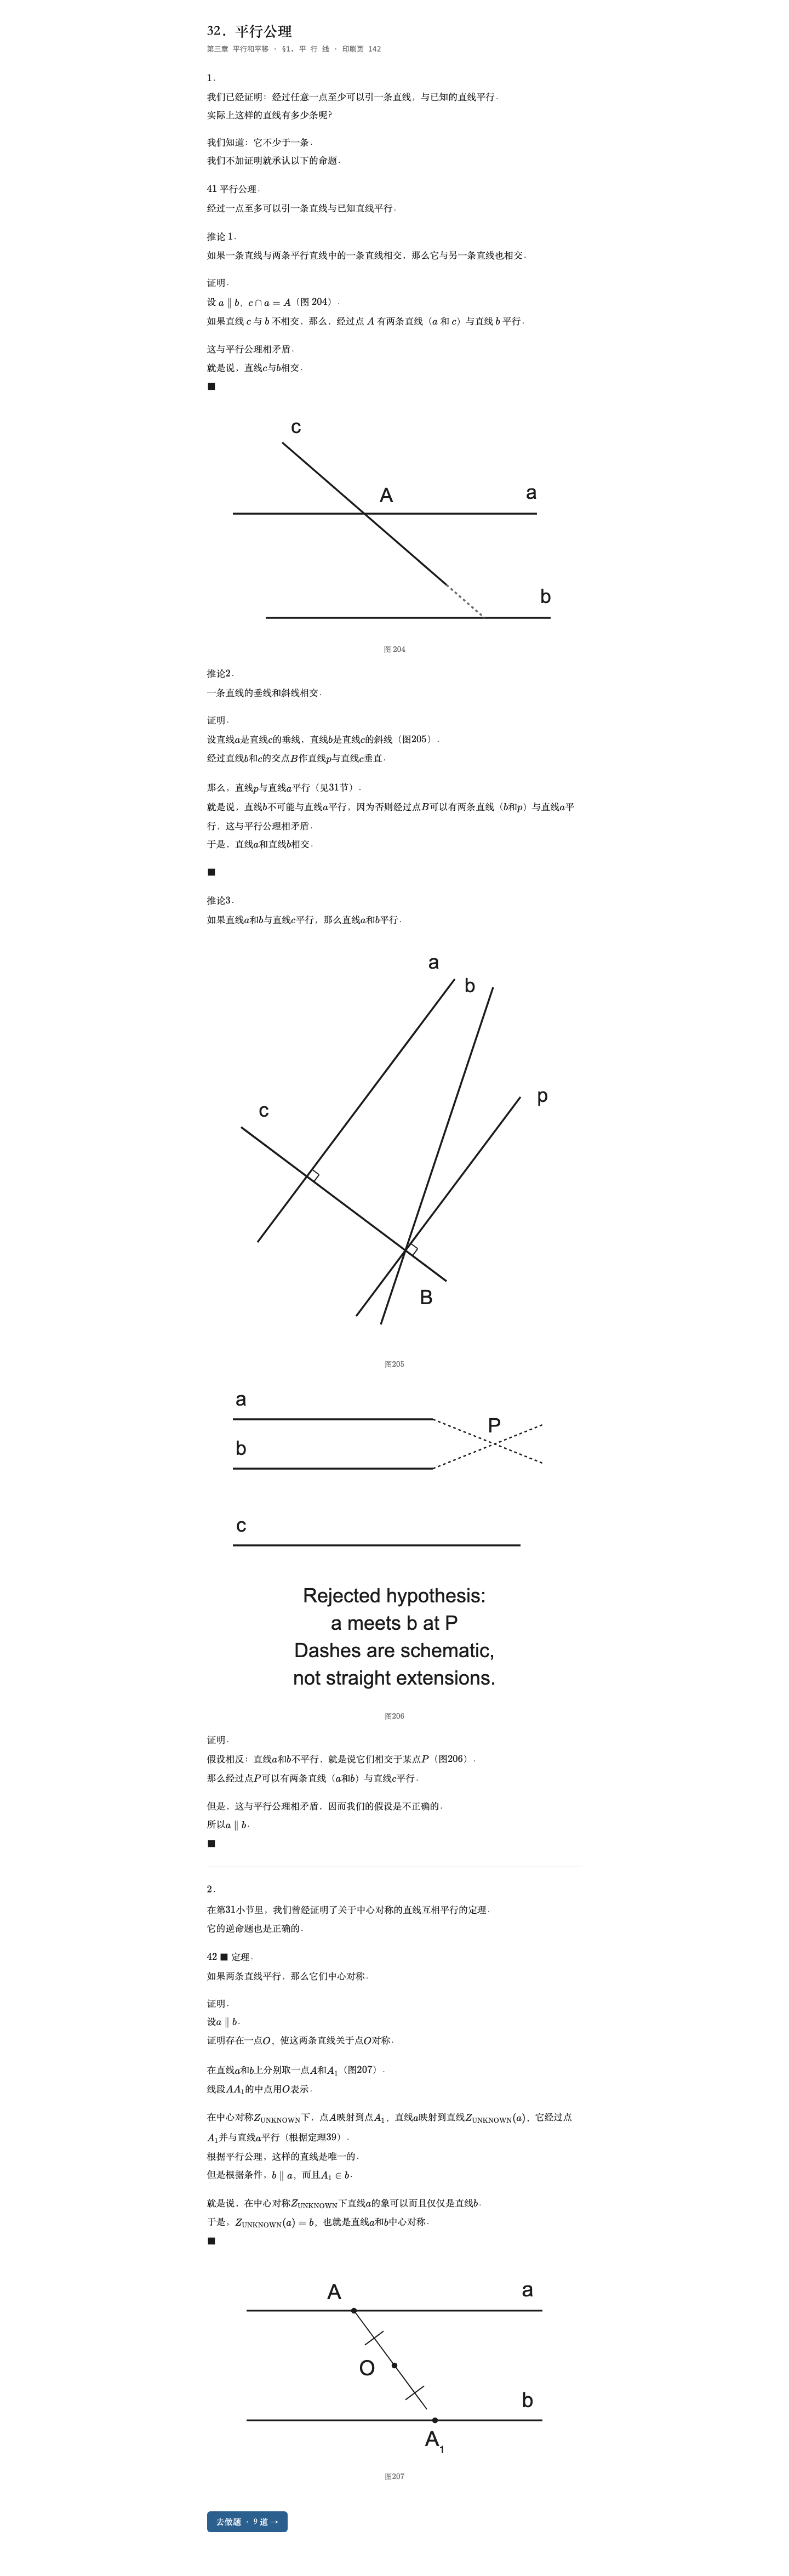 32. 平行公理
第三章 平行和平移 · §1. 平 行 线 · 印刷页 142
1.
我们已经证明：经过任意一点至少可以引一条直线，与已知的直线平行.
实际上这样的直线有多少条呢?
我们知道：它不少于一条.
我们不加证明就承认以下的命题.
41 平行公理.
经过一点至多可以引一条直线与已知直线平行.
推论 1.
如果一条直线与两条平行直线中的一条直线相交，那么它与另一条直线也相交.
证明.
设 a ∥ b，c ∩ a = A（图 204）.
如果直线 c 与 b 不相交，那么，经过点 A 有两条直线（a 和 c）与直线 b 平行.
这与平行公理相矛盾.
就是说，直线c与b相交.
■
c
A
a
b
图 204
推论2.
一条直线的垂线和斜线相交.
证明.
设直线a是直线c的垂线，直线b是直线c的斜线（图205）.
经过直线b和c的交点B作直线p与直线c垂直.
那么，直线p与直线a平行（见31节）.
就是说，直线b不可能与直线a平行，因为否则经过点B可以有两条直线（b和p）与直线a平
行，这与平行公理相矛盾.
于是，直线a和直线b相交.
■
推论3.
如果直线a和b与直线c平行，那么直线a和b平行.
a
b
p
c
B
图205
a
P
b
c
Rejected hypothesis:
a meets b at P
Dashes are schematic,
not straight extensions.
图206
证明.
假设相反：直线a和b不平行，就是说它们相交于某点P（图206）.
那么经过点P可以有两条直线（a和b）与直线c平行.
但是，这与平行公理相矛盾，因而我们的假设是不正确的.
所以a ∥ b.
■
2.
在第31小节里，我们曾经证明了关于中心对称的直线互相平行的定理.
它的逆命题也是正确的.
42 ■ 定理.
如果两条直线平行，那么它们中心对称.
证明.
设a ∥ b.
证明存在一点O，使这两条直线关于点O对称.
在直线a和b上分别取一点A和A₁（图207）.
线段AA₁的中点用O表示.
在中心对称Z_UNKNOWN下，点A映射到点A₁，直线a映射到直线Z_UNKNOWN(a)，它经过点
A₁并与直线a平行（根据定理39）.
根据平行公理，这样的直线是唯一的.
但是根据条件，b ∥ a，而且A₁ ∈ b.
就是说，在中心对称Z_UNKNOWN下直线a的象可以而且仅仅是直线b.
于是，Z_UNKNOWN(a) = b，也就是直线a和b中心对称.
■
A
a
O
b
A₁
图207
去做题 · 9 道 →